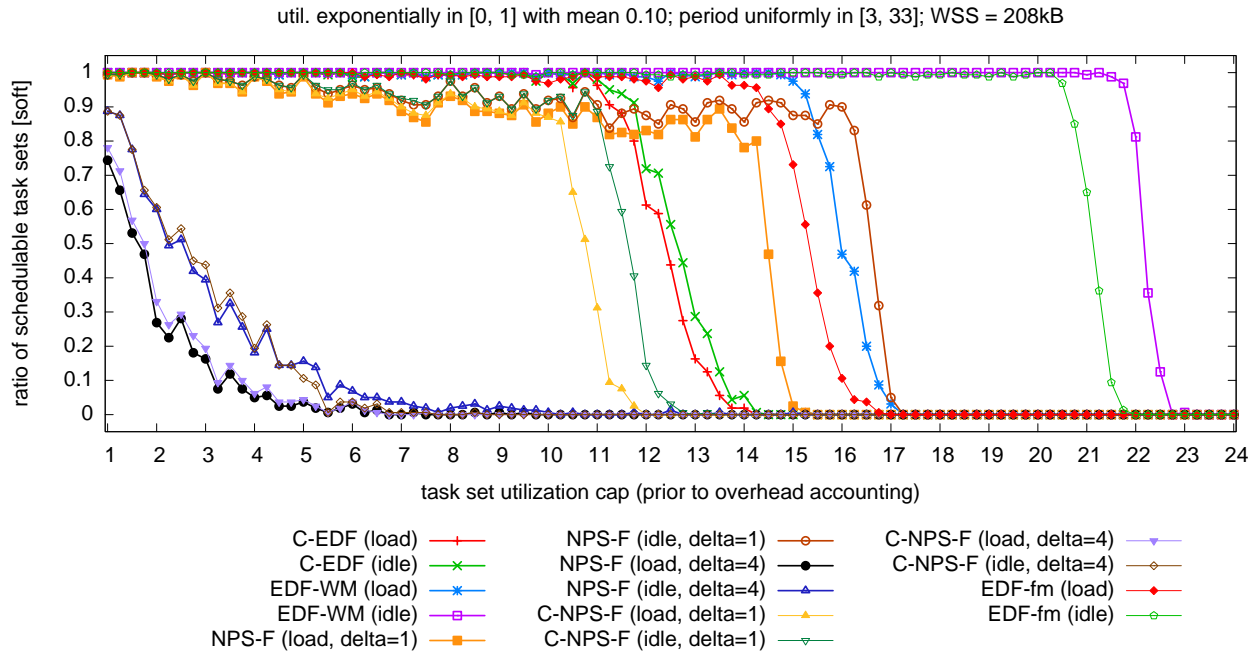 util. exponentially in [0, 1] with mean 0.10; period uniformly in [3, 33]; WSS = 208kB
ratio of schedulable task sets [soft]
1
0.9
0.8
0.7
0.6
0.5
0.4
0.3
0.2
0.1
0
1 2 3 4 5 6 7 8 9 10 11 12 13 14 15 16 17 18 19 20 21 22 23 24
task set utilization cap (prior to overhead accounting)
C-EDF (load)
C-EDF (idle)
EDF-WM (load)
EDF-WM (idle)
NPS-F (load, delta=1)
NPS-F (idle, delta=1)
NPS-F (load, delta=4)
NPS-F (idle, delta=4)
C-NPS-F (load, delta=1)
C-NPS-F (idle, delta=1)
C-NPS-F (load, delta=4)
C-NPS-F (idle, delta=4)
EDF-fm (load)
EDF-fm (idle)